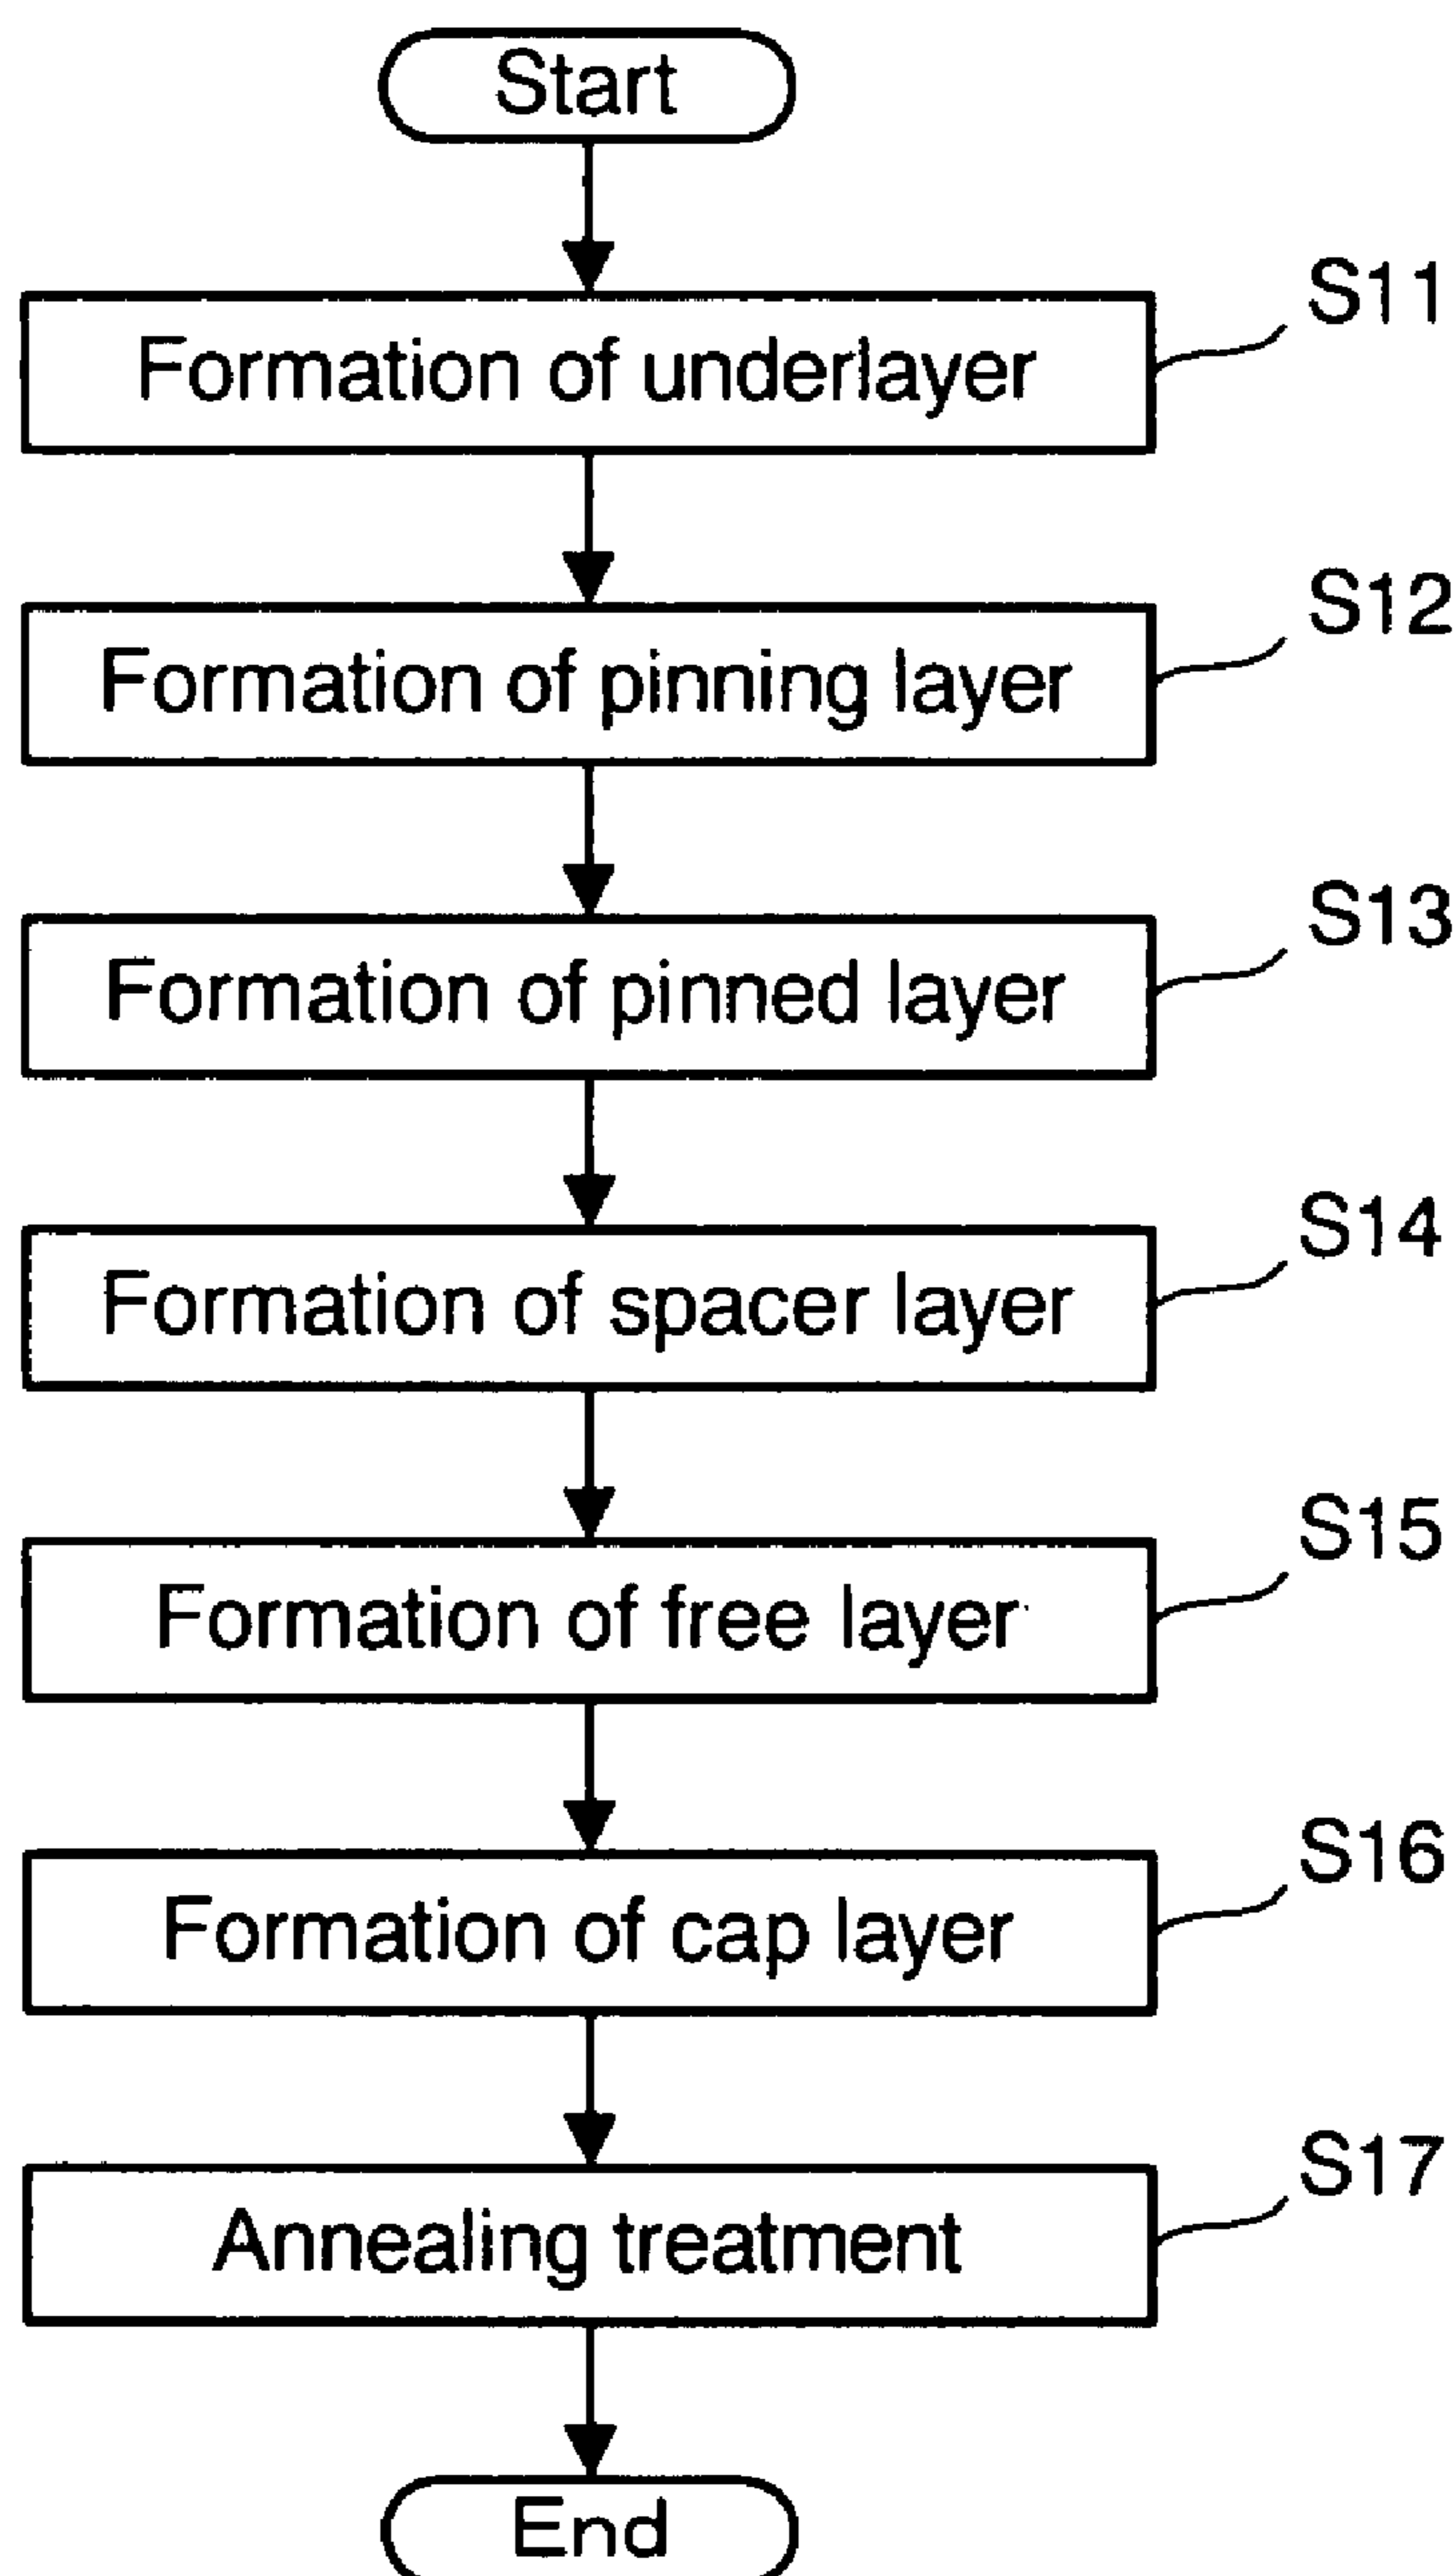 Start
S11
Formation of underlayer
S12
Formation of pinning layer
S13
Formation of pinned layer
S14
Formation of spacer layer
S15
Formation of free layer
S16
Formation of cap layer
S17
Annealing treatment
End